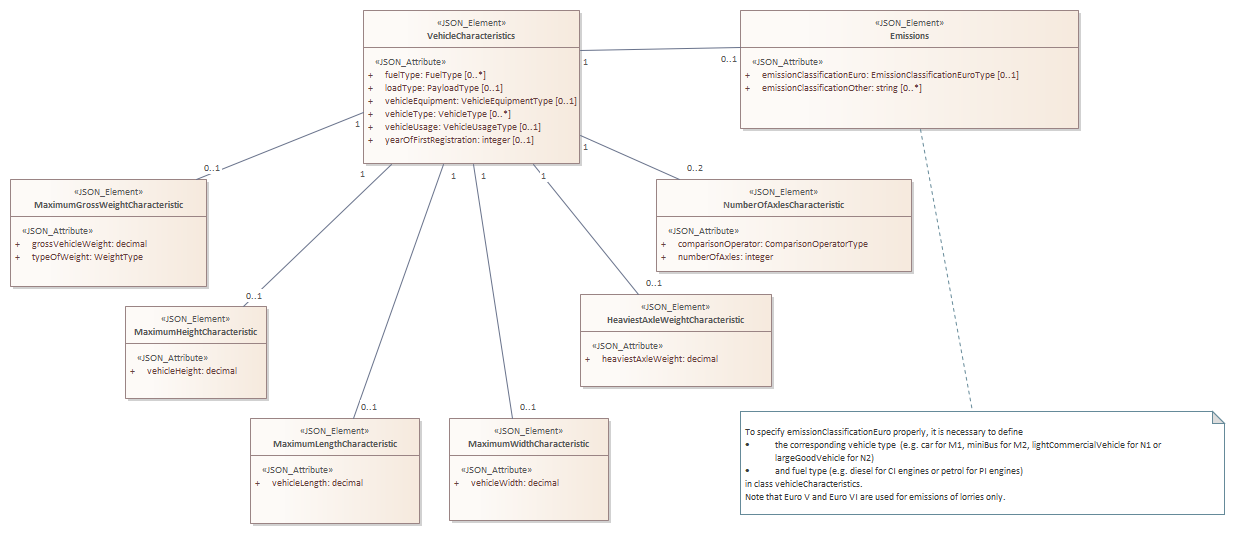 «JSON_Element»
VehicleCharacteristics
«JSON_Attribute»
+ fuelType: FuelType [0..*]
+ loadType: PayloadType [0..1]
+ vehicleEquipment: VehicleEquipmentType [0..1]
+ vehicleType: VehicleType [0..*]
+ vehicleUsage: VehicleUsageType [0..1]
+ yearOfFirstRegistration: integer [0..1]
«JSON_Element»
Emissions
«JSON_Attribute»
+ emissionClassificationEuro: EmissionClassificationEuroType [0..1]
+ emissionClassificationOther: string [0..*]
1
0..1
1
0..1
1
0..1
1
0..1
1
0..1
1
0..1
1
0..2
«JSON_Element»
MaximumGrossWeightCharacteristic
«JSON_Attribute»
+ grossVehicleWeight: decimal
+ typeOfWeight: WeightType
«JSON_Element»
NumberOfAxlesCharacteristic
«JSON_Attribute»
+ comparisonOperator: ComparisonOperatorType
+ numberOfAxles: integer
«JSON_Element»
MaximumHeightCharacteristic
«JSON_Attribute»
+ vehicleHeight: decimal
«JSON_Element»
HeaviestAxleWeightCharacteristic
«JSON_Attribute»
+ heaviestAxleWeight: decimal
«JSON_Element»
MaximumLengthCharacteristic
«JSON_Attribute»
+ vehicleLength: decimal
«JSON_Element»
MaximumWidthCharacteristic
«JSON_Attribute»
+ vehicleWidth: decimal
To specify emissionClassificationEuro properly, it is necessary to define
• the corresponding vehicle type (e.g. car for M1, miniBus for M2, lightCommercialVehicle for N1 or
largeGoodVehicle for N2)
• and fuel type (e.g. diesel for CI engines or petrol for PI engines)
in class vehicleCharacteristics.
Note that Euro V and Euro VI are used for emissions of lorries only.